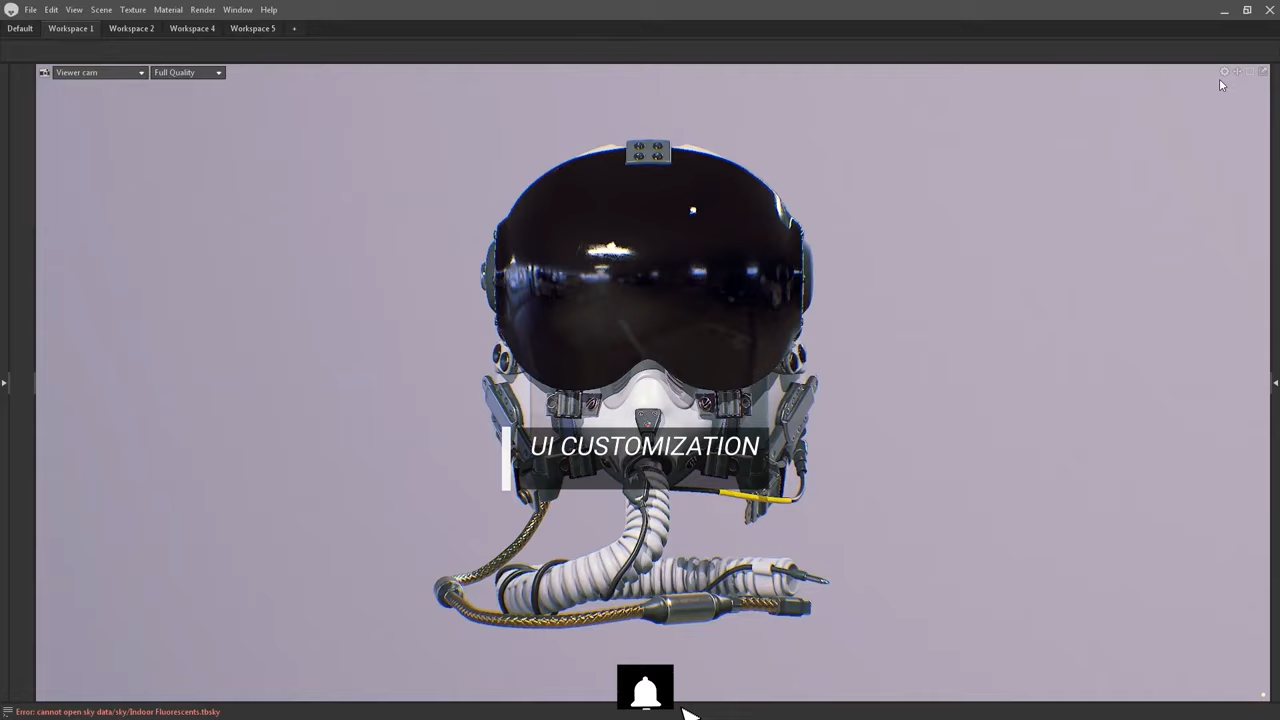 File Edit View Scene Texture Material Render Window Help
Default Workspace 1 Workspace 2 Workspace 4 Workspace 5 +
Viewer cam Full Quality
UI CUSTOMIZATION
Error: cannot open sky data/sky/Indoor Fluorescents.tbsky